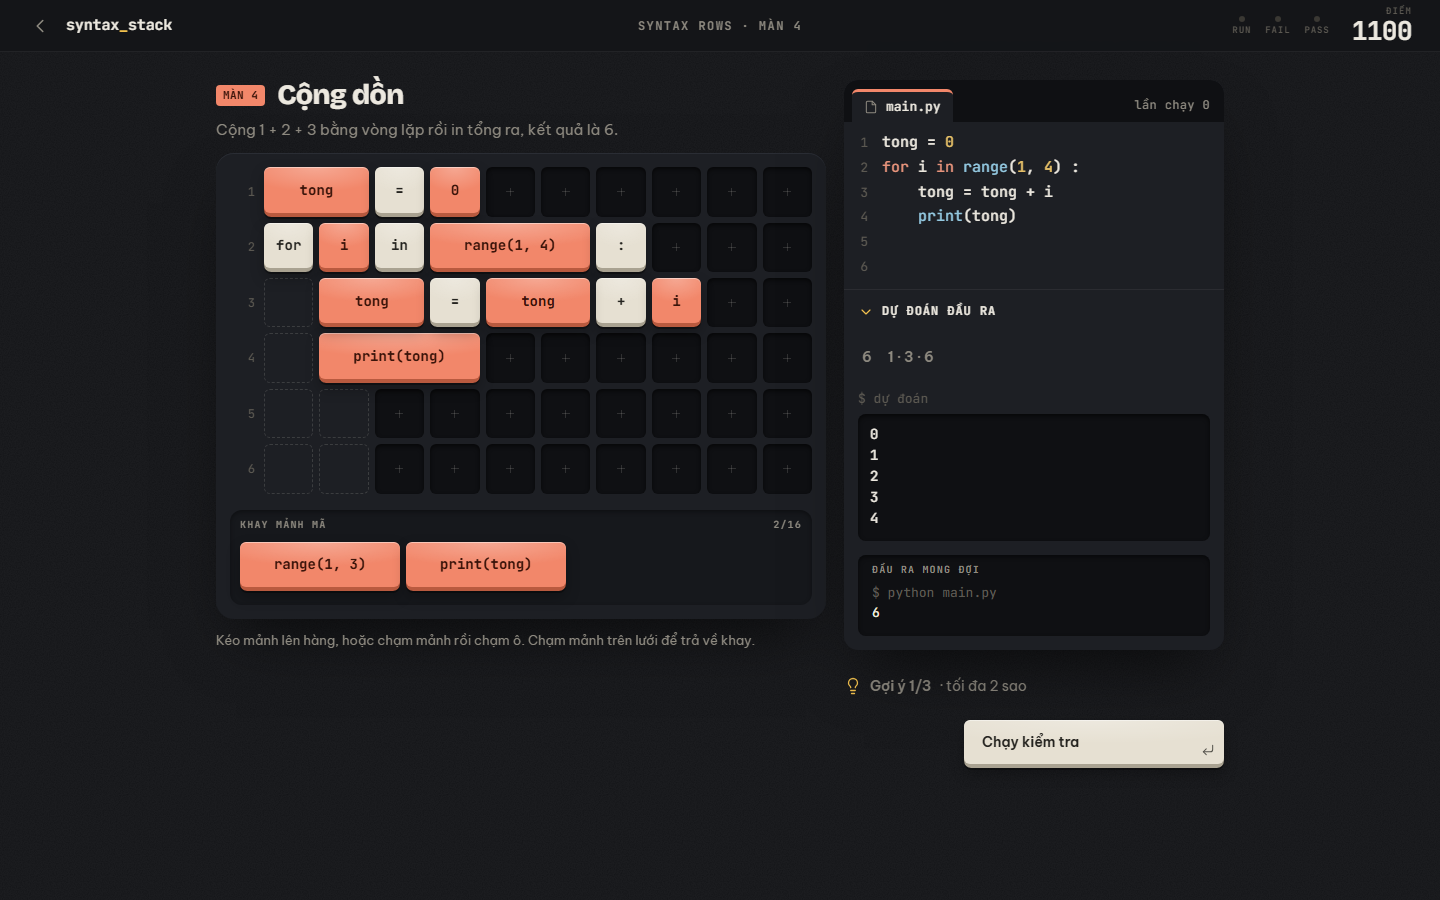 syntax_stack
SYNTAX ROWS · MÀN 4
RUN FAIL PASS
ĐIỂM
1100
MÀN 4 Cộng dồn
Cộng 1 + 2 + 3 bằng vòng lặp rồi in tổng ra, kết quả là 6.
1 tong = 0 + + + + + +
2 for i in range(1, 4) : + + +
3 tong = tong + i + +
4 print(tong) + + + + + +
5 + + + + + + + +
6 + + + + + + + +
KHAY MẢNH MÃ 2/16
range(1, 3) print(tong)
Kéo mảnh lên hàng, hoặc chạm mảnh rồi chạm ô. Chạm mảnh trên lưới để trả về khay.
main.py lần chạy 0
1 tong = 0
2 for i in range(1, 4) :
3 tong = tong + i
4 print(tong)
5
6
DỰ ĐOÁN ĐẦU RA
6 1·3·6
$ dự đoán
0
1
2
3
4
ĐẦU RA MONG ĐỢI
$ python main.py
6
Gợi ý 1/3 · tối đa 2 sao
Chạy kiểm tra